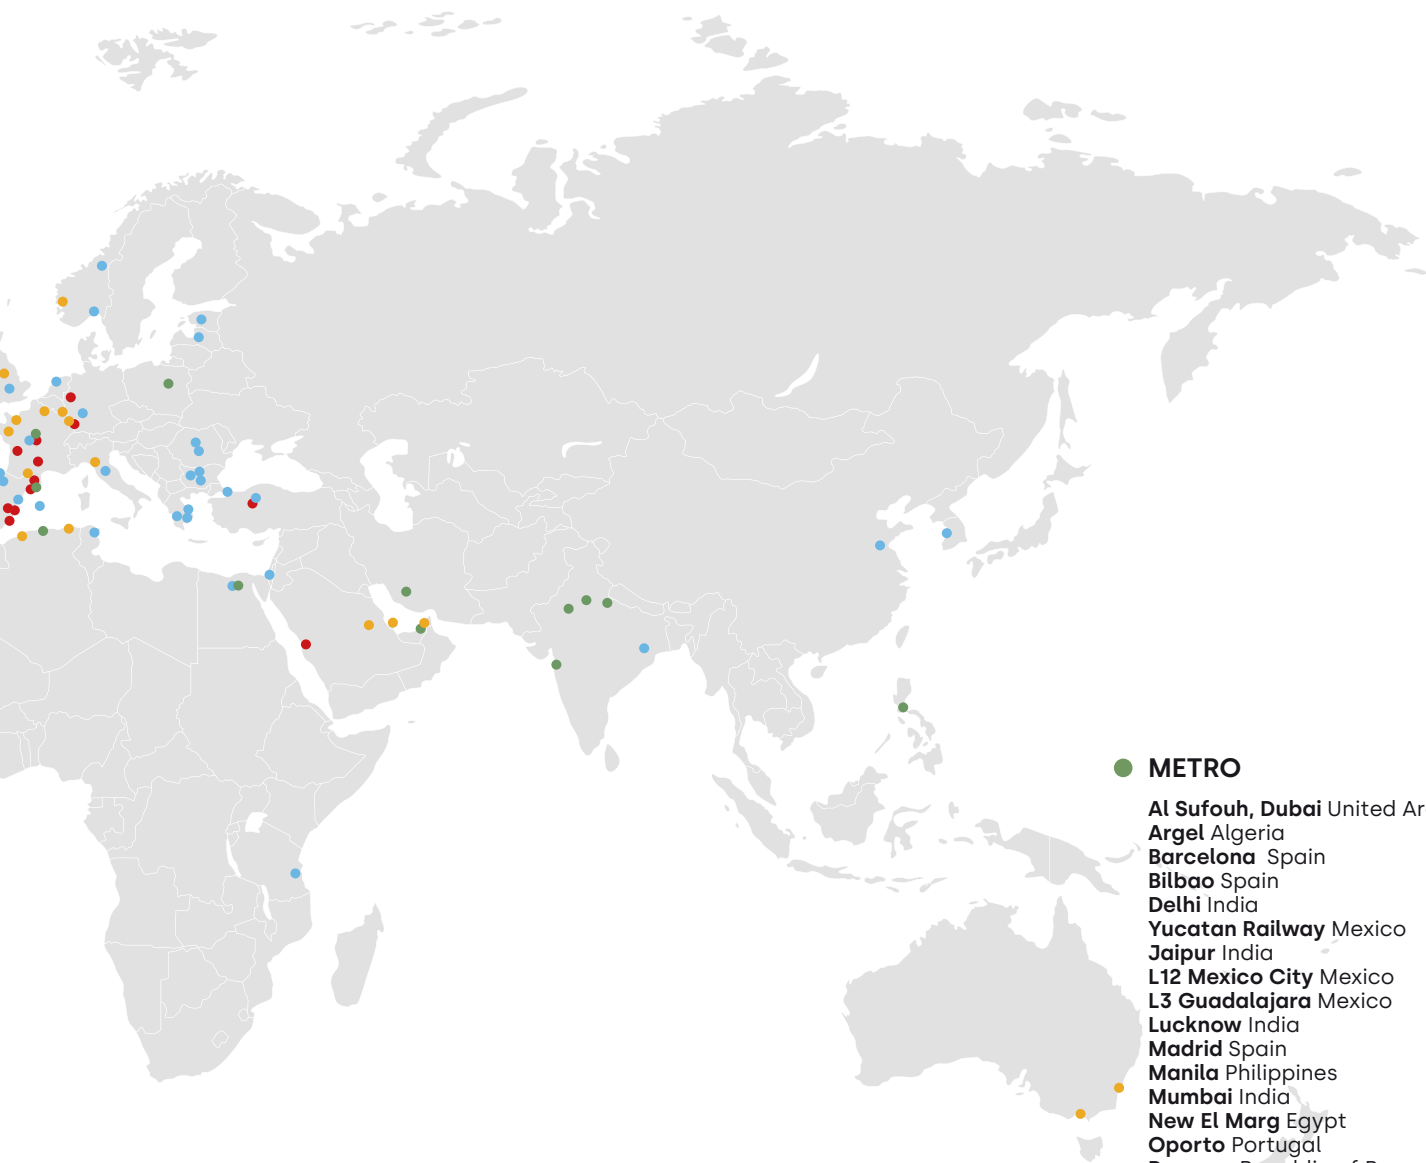 METRO
Al Sufouh, Dubai United Ar
Argel Algeria
Barcelona Spain
Bilbao Spain
Delhi India
Yucatan Railway Mexico
Jaipur India
L12 Mexico City Mexico
L3 Guadalajara Mexico
Lucknow India
Madrid Spain
Manila Philippines
Mumbai India
New El Marg Egypt
Oporto Portugal